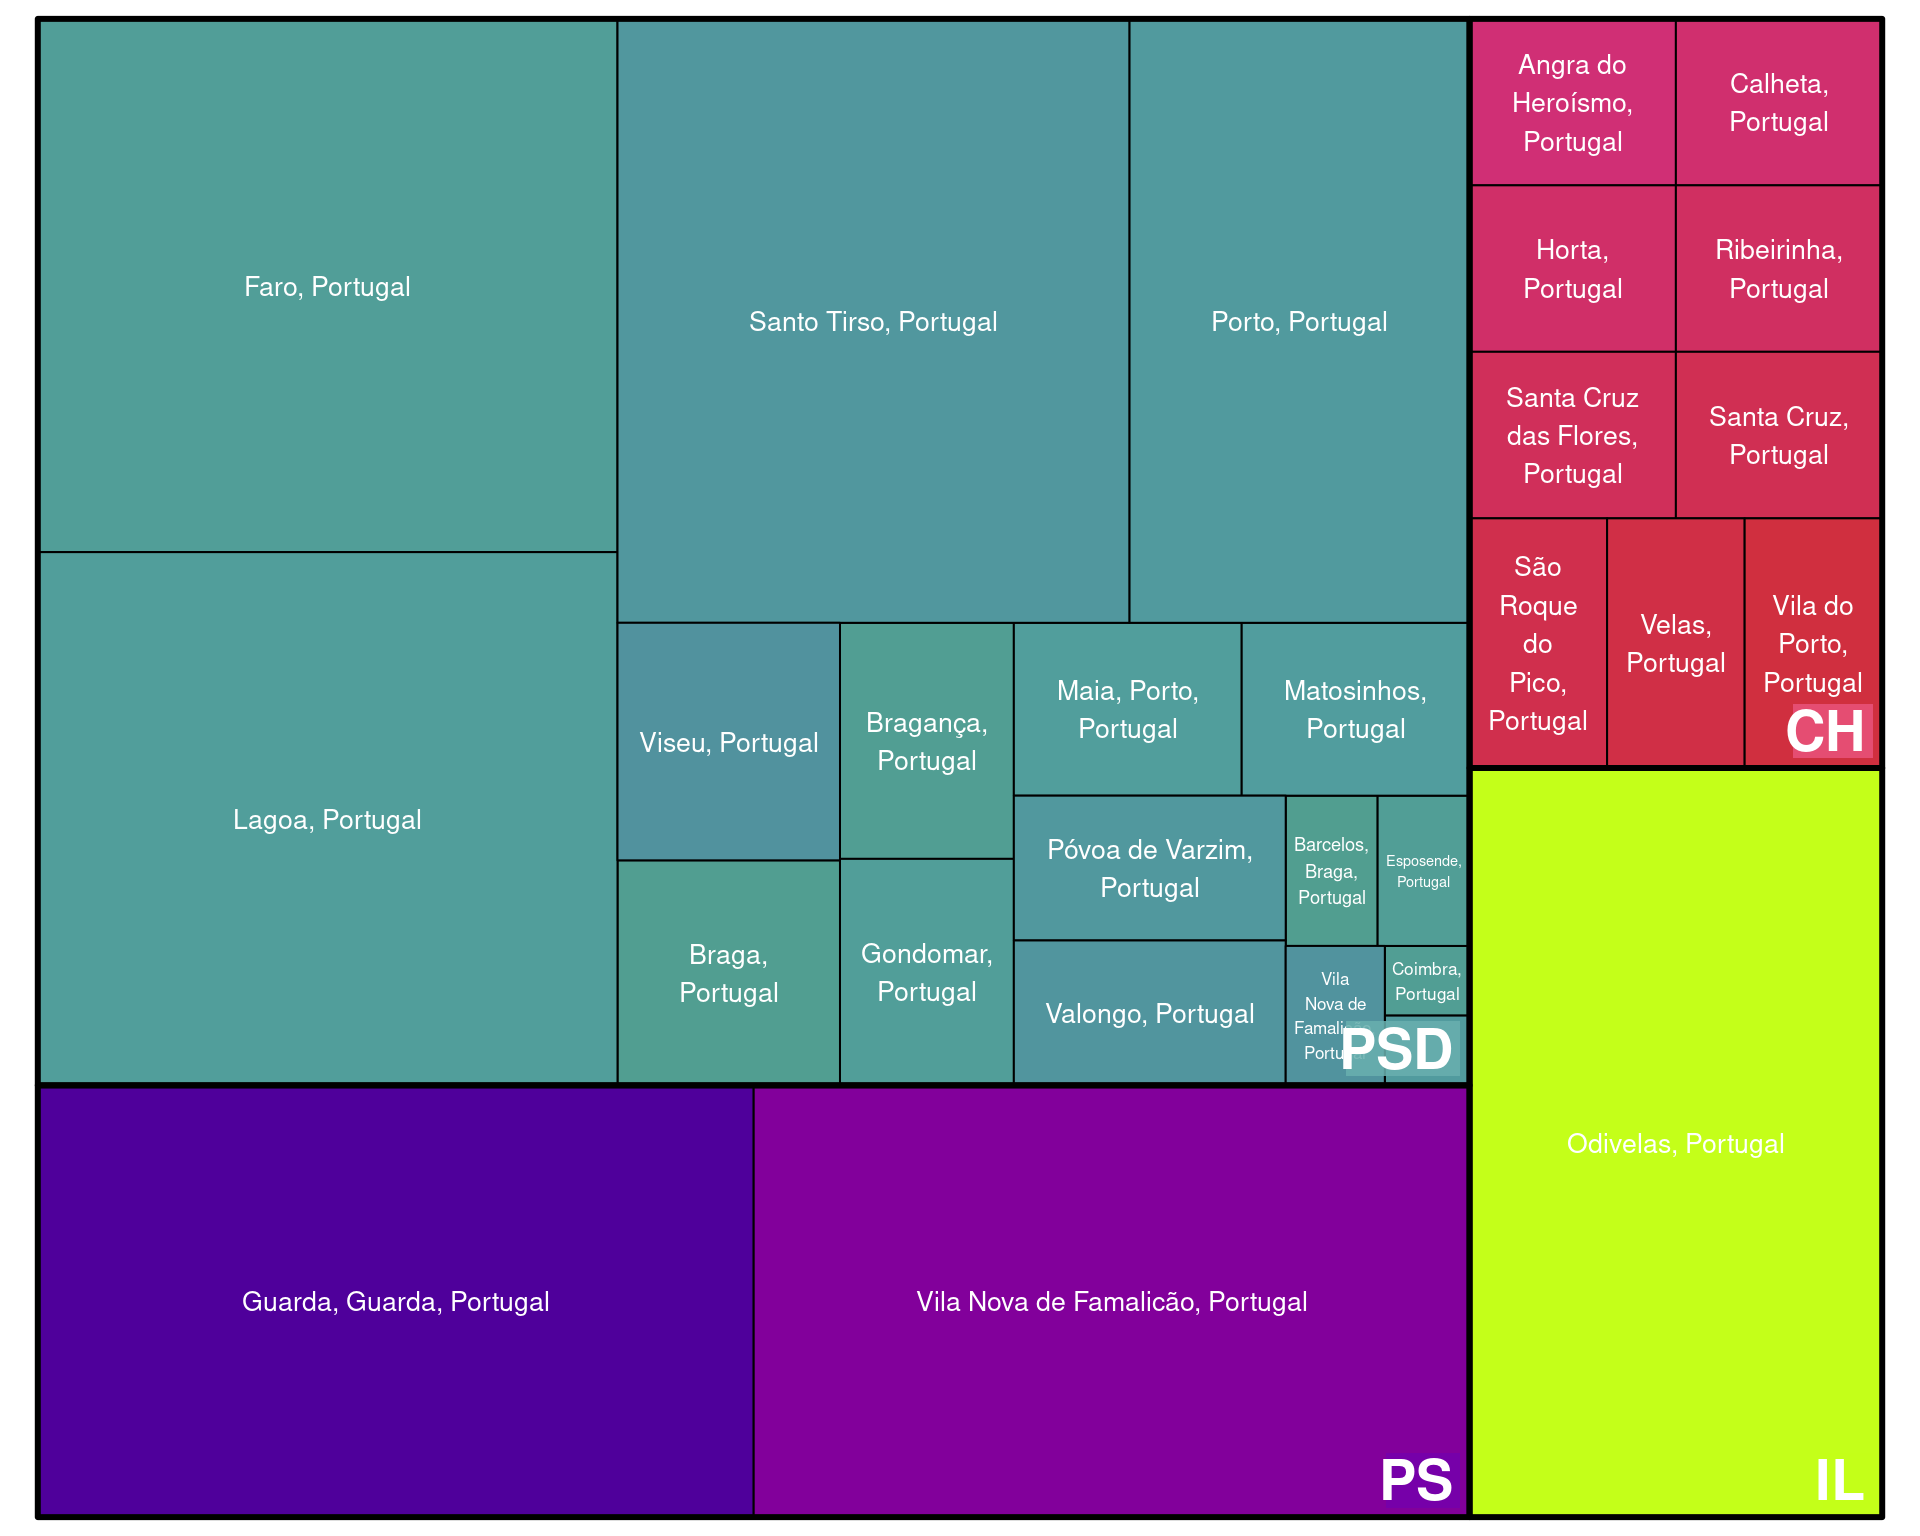 Faro, Portugal
Santo Tirso, Portugal
Porto, Portugal
Lagoa, Portugal
Viseu, Portugal
Bragança,
Portugal
Maia, Porto,
Portugal
Matosinhos,
Portugal
Póvoa de Varzim,
Portugal
Barcelos,
Braga,
Portugal
Esposende,
Portugal
Braga,
Portugal
Gondomar,
Portugal
Valongo, Portugal
Vila
Nova de
Coimbra,
Portugal
PSD
Angra do
Heroísmo,
Portugal
Calheta,
Portugal
Horta,
Portugal
Ribeirinha,
Portugal
Santa Cruz
das Flores,
Portugal
Santa Cruz,
Portugal
São
Roque
do
Pico,
Portugal
Velas,
Portugal
Vila do
Porto,
Portugal
CH
Guarda, Guarda, Portugal
Vila Nova de Famalicão, Portugal
PS
Odivelas, Portugal
IL